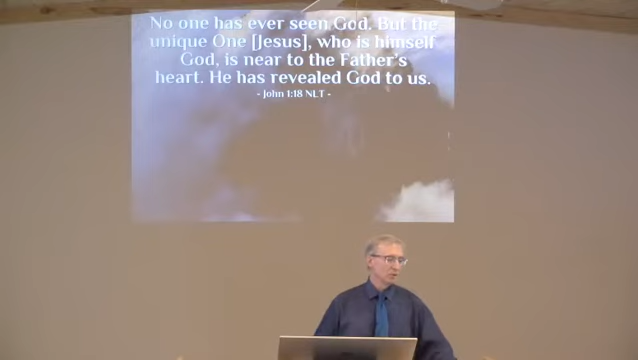 No one has ever seen God. But the
unique One [Jesus], who is himself
God, is near to the Father's
heart. He has revealed God to us.
- John 1:18 NLT -